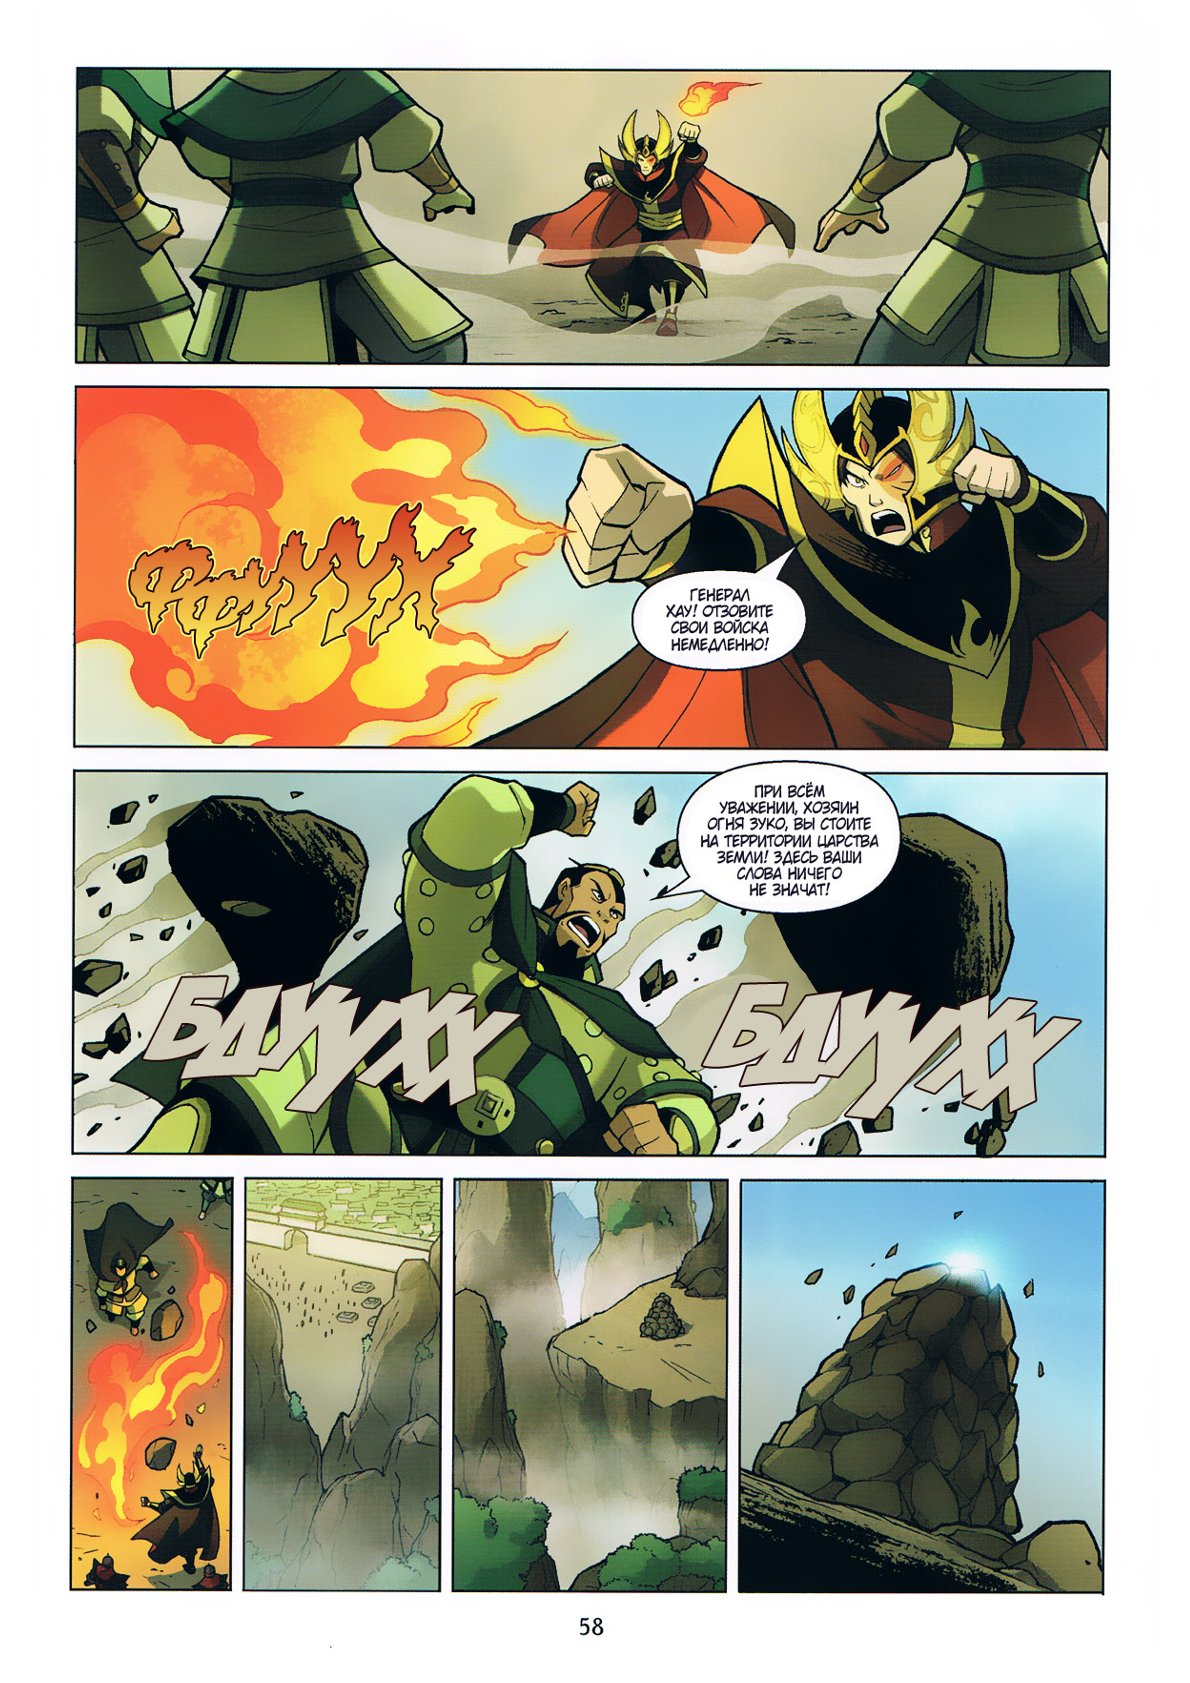 ФФУУУХ
ГЕНЕРАЛ
ХАУ! ОТЗОВИТЕ
СВОИ ВОЙСКА
НЕМЕДЛЕННО!
ПРИ ВСЁМ
УВАЖЕНИИ, ХОЗЯИН
ОГНЯ ЗУКО, ВЫ СТОИТЕ
НА ТЕРРИТОРИИ ЦАРСТВА
ЗЕМЛИ! ЗДЕСЬ ВАШИ
СЛОВА НИЧЕГО
НЕ ЗНАЧАТ!
БДУУХХ
БДУУХХ
58